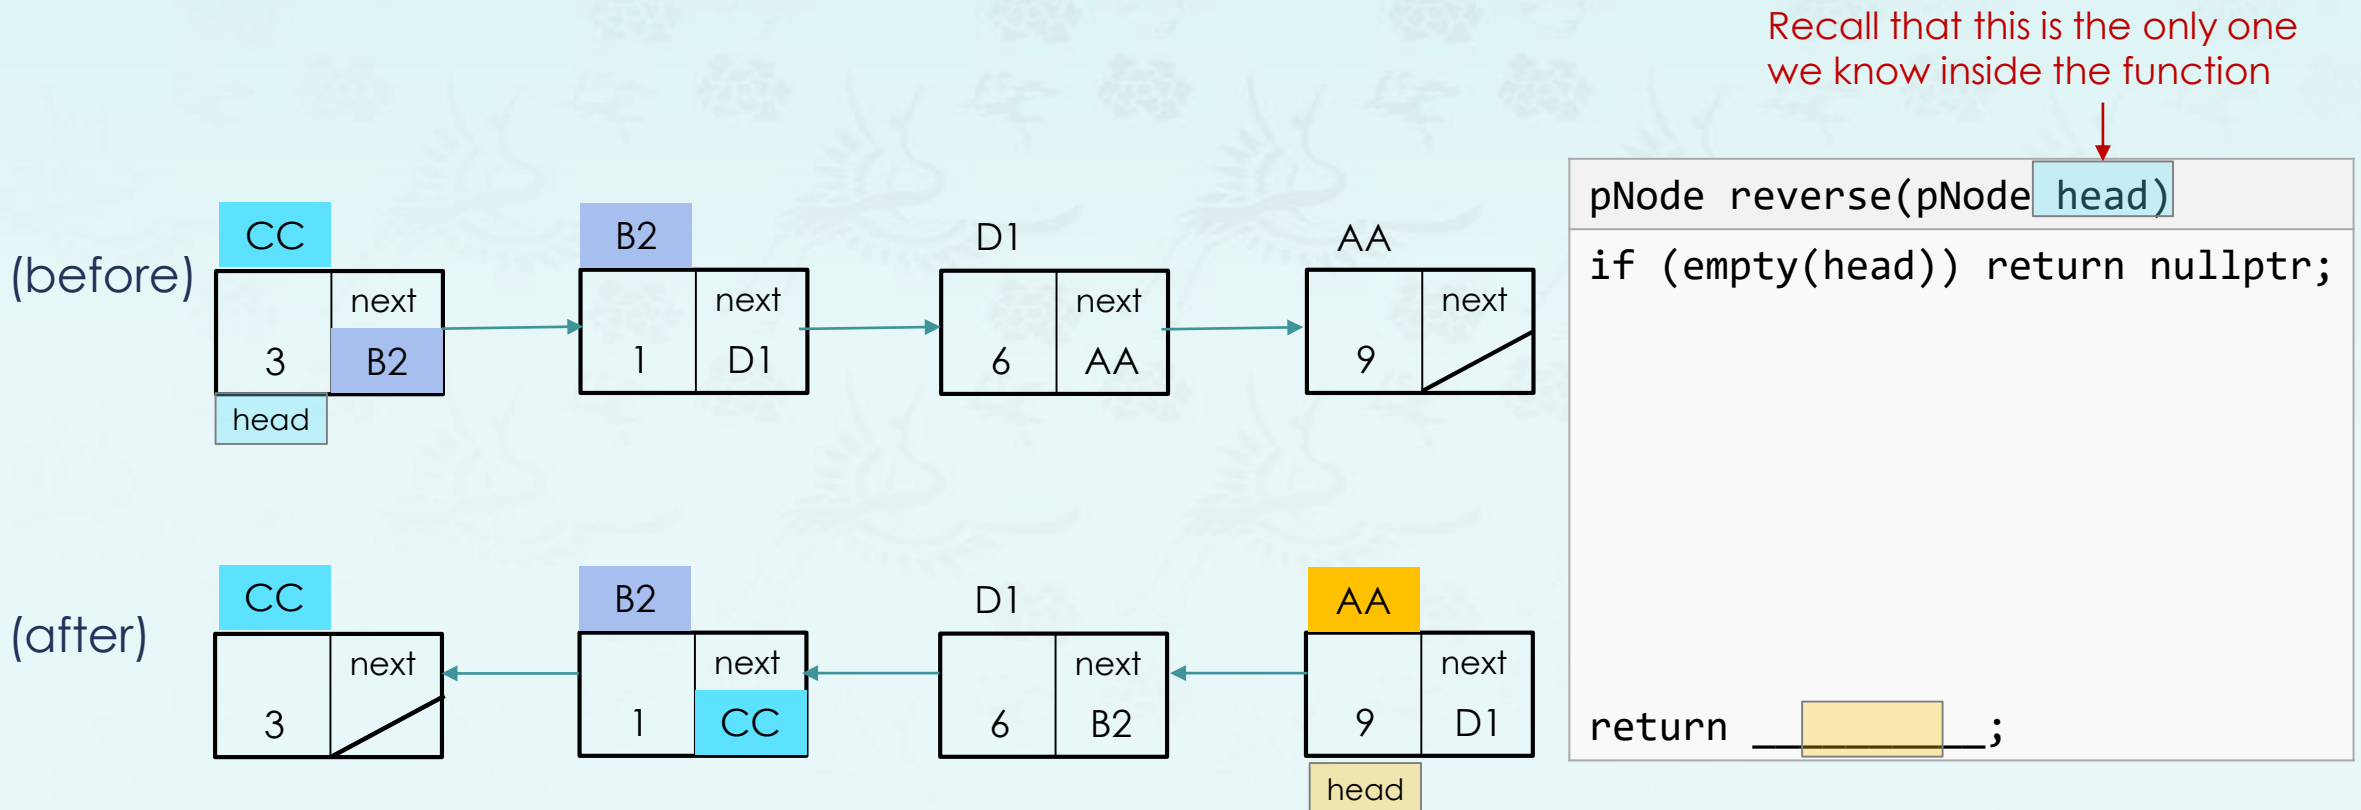 Recall that this is the only one
we know inside the function
pNode reverse(pNode head)
if (empty(head)) return nullptr;
return __________;
(before)
CC
B2
D1
AA
next
next
next
next
3
B2
1
D1
6
AA
9
head
(after)
CC
B2
D1
AA
next
next
next
next
3
1
CC
6
B2
9
D1
head